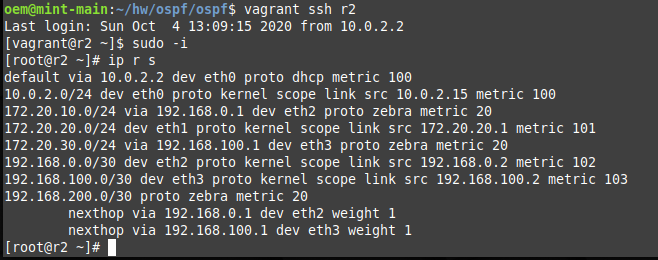 oem@mint-main:~/hw/ospf/ospf$ vagrant ssh r2
Last login: Sun Oct  4 13:09:15 2020 from 10.0.2.2
[vagrant@r2 ~]$ sudo -i
[root@r2 ~]# ip r s
default via 10.0.2.2 dev eth0 proto dhcp metric 100
10.0.2.0/24 dev eth0 proto kernel scope link src 10.0.2.15 metric 100
172.20.10.0/24 via 192.168.0.1 dev eth2 proto zebra metric 20
172.20.20.0/24 dev eth1 proto kernel scope link src 172.20.20.1 metric 101
172.20.30.0/24 via 192.168.100.1 dev eth3 proto zebra metric 20
192.168.0.0/30 dev eth2 proto kernel scope link src 192.168.0.2 metric 102
192.168.100.0/30 dev eth3 proto kernel scope link src 192.168.100.2 metric 103
192.168.200.0/30 proto zebra metric 20
        nexthop via 192.168.0.1 dev eth2 weight 1
        nexthop via 192.168.100.1 dev eth3 weight 1
[root@r2 ~]#